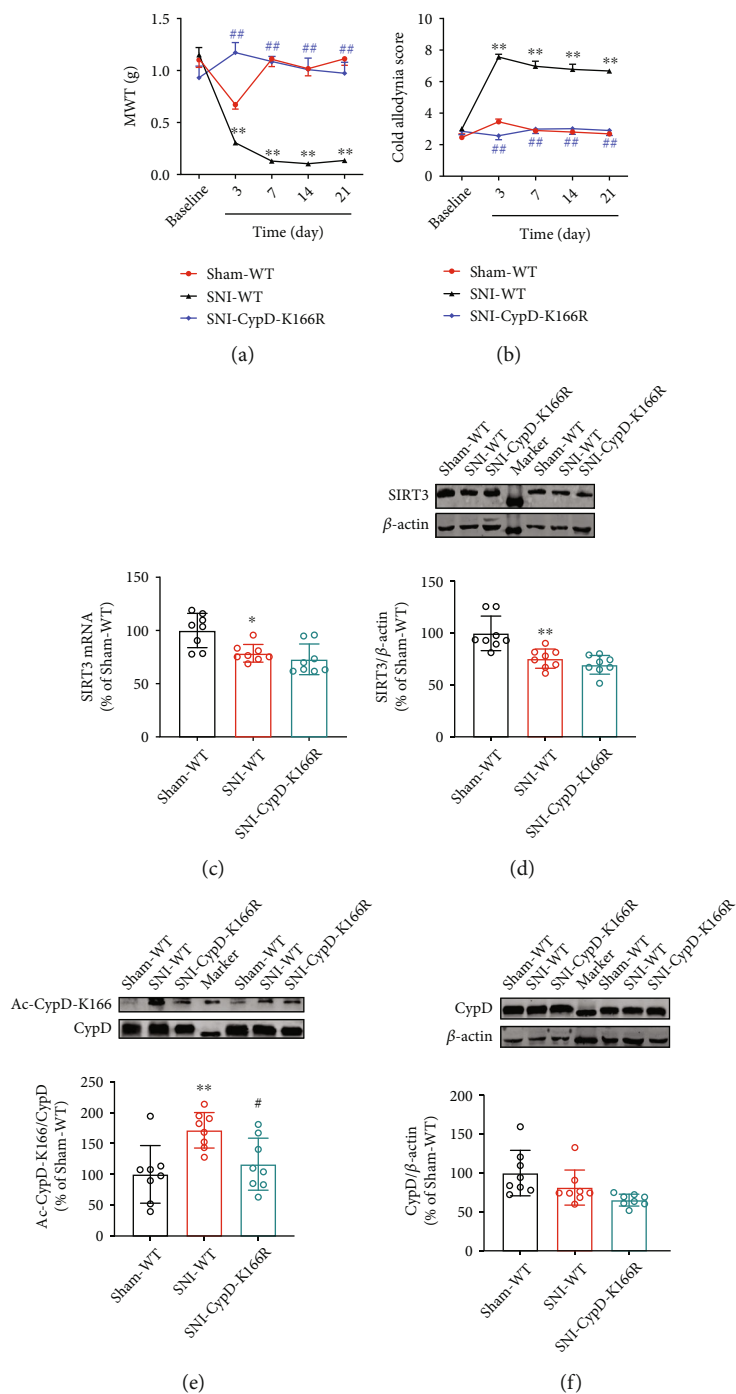 1.5
1.0
0.5
0.0
MWT (g)
##
##
##
##
**
**
**
**
Baseline
3
7
14
21
Time (day)
Sham-WT
SNI-WT
SNI-CypD-K166R
(a)
10
8
6
4
2
0
Cold allodynia score
**
**
**
**
##
##
##
##
Baseline
3
7
14
21
Time (day)
Sham-WT
SNI-WT
SNI-CypD-K166R
(b)
150
100
50
0
SIRT3 mRNA
(% of Sham-WT)
*
Sham-WT
SNI-WT
SNI-CypD-K166R
(c)
Sham-WT
SNI-WT
SNI-CypD-K166R
Marker
Sham-WT
SNI-WT
SNI-CypD-K166R
SIRT3
β-actin
150
100
50
0
SIRT3/β-actin
(% of Sham-WT)
**
Sham-WT
SNI-WT
SNI-CypD-K166R
(d)
Sham-WT
SNI-WT
SNI-CypD-K166R
Marker
Sham-WT
SNI-WT
SNI-CypD-K166R
Ac-CypD-K166
CypD
250
200
150
100
50
0
Ac-CypD-K166/CypD
(% of Sham-WT)
**
#
Sham-WT
SNI-WT
SNI-CypD-K166R
(e)
Sham-WT
SNI-WT
SNI-CypD-K166R
Marker
Sham-WT
SNI-WT
SNI-CypD-K166R
CypD
β-actin
200
150
100
50
0
CypD/β-actin
(% of Sham-WT)
Sham-WT
SNI-WT
SNI-CypD-K166R
(f)